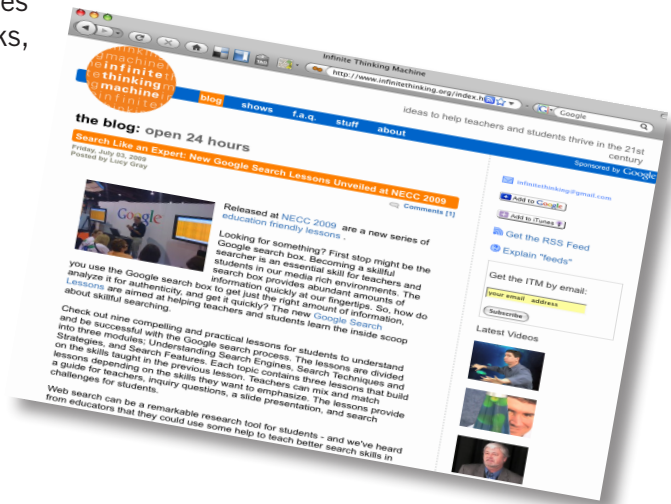 es
ks,
Infinite Thinking Machine
http://www.infinitethinking.org/index.h
Google
infinite
thinking
machine
ideas to help teachers and students thrive in the 21st
century
blog
shows
f.a.q.
stuff
about
Sponsored by Google
the blog: open 24 hours
Search Like an Expert: New Google Search Lessons Unveiled at NECC 2009
Friday, July 03, 2009
Posted by Lucy Gray
Comments [1]
Google
Released at NECC 2009 are a new series of
education friendly lessons .
Looking for something? First stop might be the
Google search box. Becoming a skillful
searcher is an essential skill for teachers and
students in our media rich environments. The
search box provides abundant amounts of
information quickly at our fingertips. So, how do
you use the Google search box to get just the right amount of information,
analyze it for authenticity, and get it quickly? The new Google Search
Lessons are aimed at helping teachers and students learn the inside scoop
about skillful searching.
Check out nine compelling and practical lessons for students to understand
and be successful with the Google search process. The lessons are divided
into three modules; Understanding Search Engines, Search Techniques and
Strategies, and Search Features. Each topic contains three lessons that build
on the skills taught in the previous lesson. Teachers can mix and match
lessons depending on the skills they want to emphasize. The lessons provide
a guide for teachers, inquiry questions, a slide presentation, and search
challenges for students.
Web search can be a remarkable research tool for students - and we've heard
from educators that they could use some help to teach better search skills in
infinitethinking@gmail.com
Add to Google
Add to iTunes
Get the RSS Feed
Explain "feeds"
Get the ITM by email:
your email address
Subscribe
Latest Videos